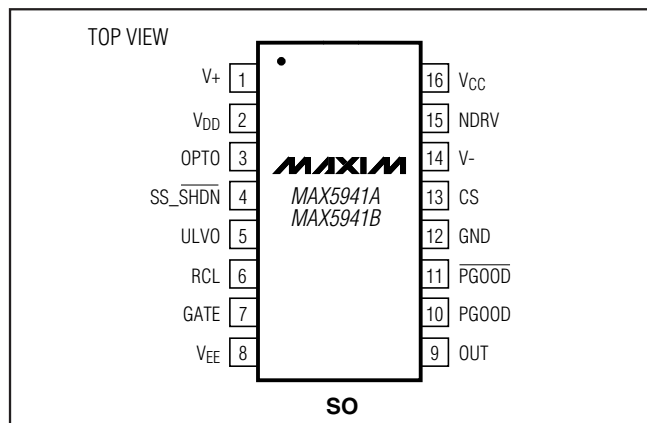 TOP VIEW
V+ 1
VDD 2
OPTO 3
SS_SHDN 4
ULVO 5
RCL 6
GATE 7
VEE 8
MAXIM
MAX5941A
MAX5941B
16 VCC
15 NDRV
14 V-
13 CS
12 GND
11 PGOOD
10 PGOOD
9 OUT
SO